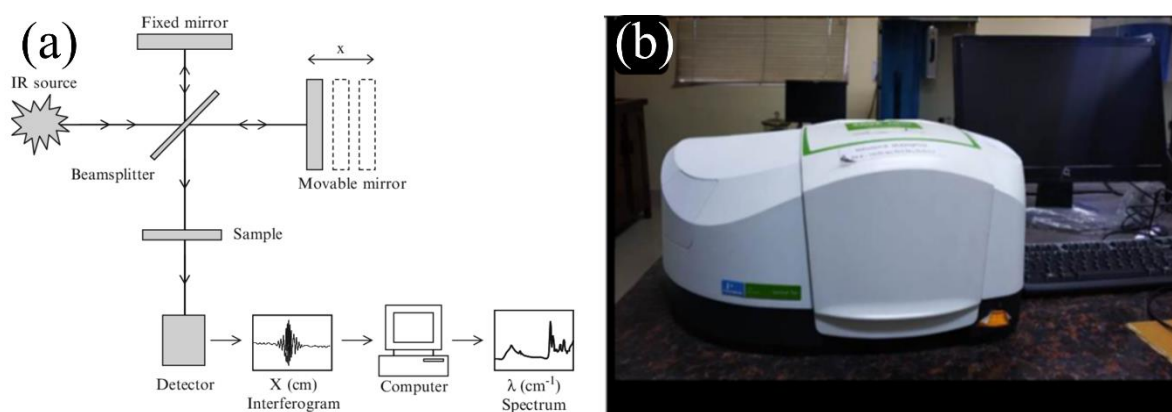 (a)
Fixed mirror
x
IR source
Beamsplitter
Movable mirror
Sample
Detector
X (cm)
Interferogram
Computer
λ (cm⁻¹)
Spectrum
(b)